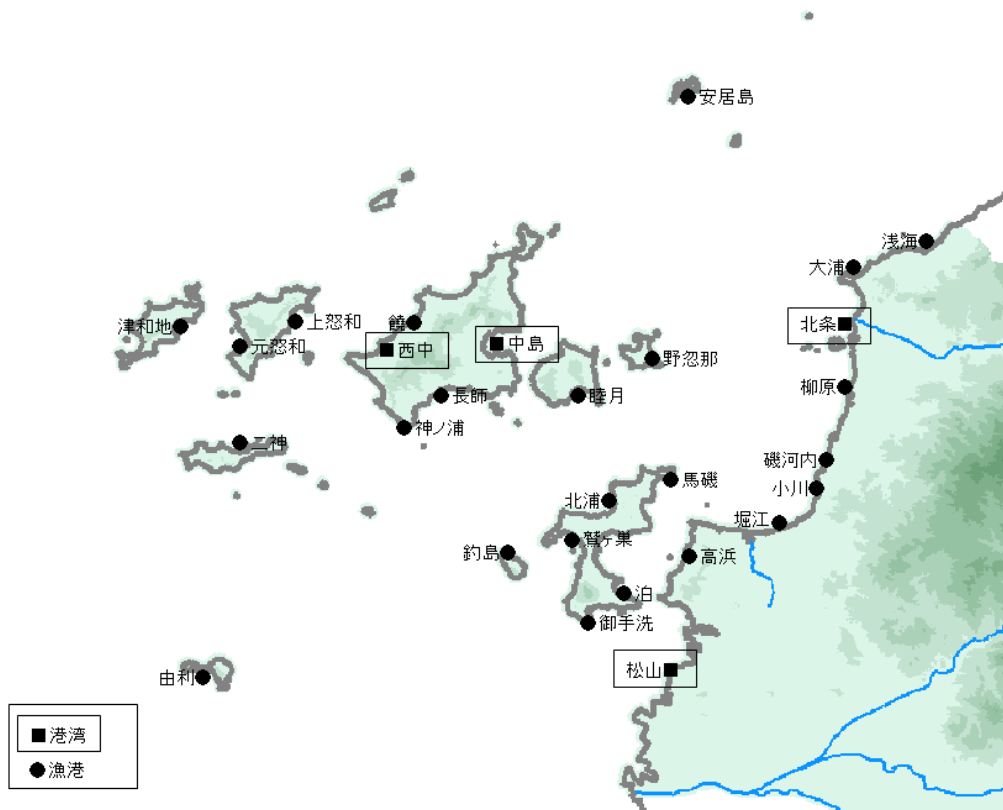 安居島
浅海
大浦
北条
津和地
上怒和
元怒和
饒
西中
中島
野忽那
柳原
長師
睦月
神ノ浦
二神
磯河内
小川
馬磯
北浦
堀江
鷲ヶ巣
釣島
高浜
泊
御手洗
松山
由利
港湾
漁港